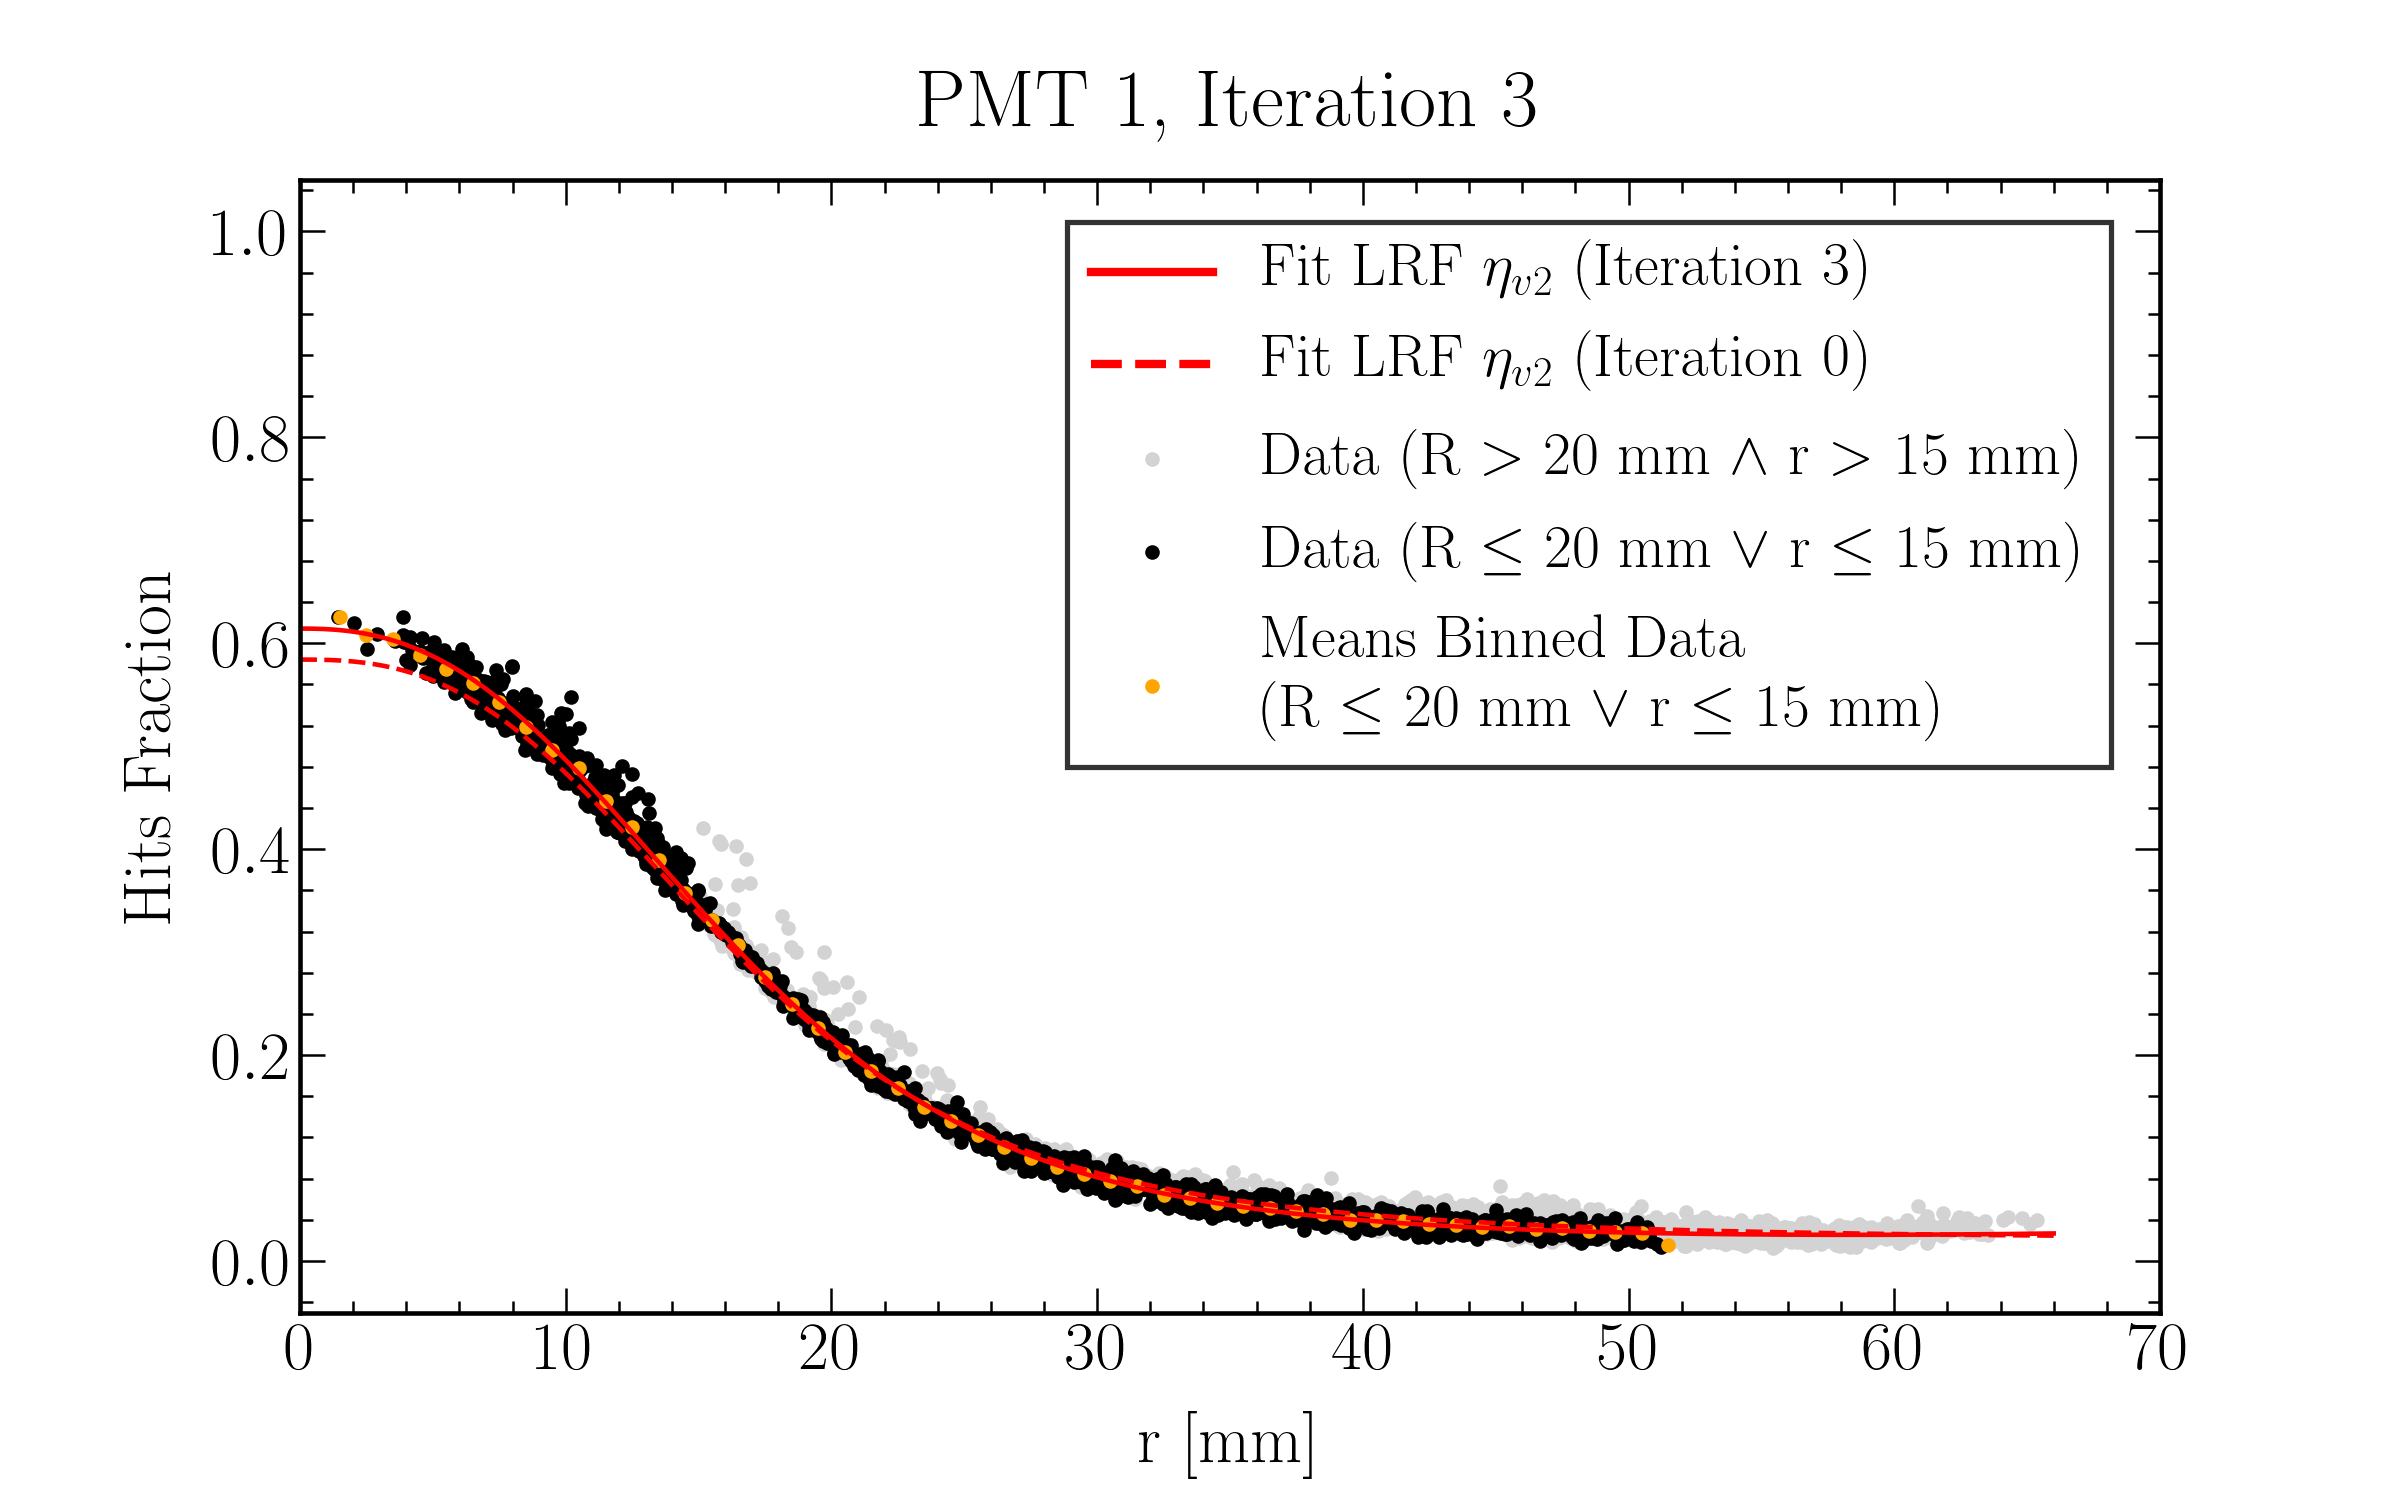 PMT 1, Iteration 3
Hits Fraction
1.0
0.8
0.6
0.4
0.2
0.0
Fit LRF η_{v2} (Iteration 3)
Fit LRF η_{v2} (Iteration 0)
Data (R > 20 mm ∧ r > 15 mm)
Data (R ≤ 20 mm ∨ r ≤ 15 mm)
Means Binned Data
(R ≤ 20 mm ∨ r ≤ 15 mm)
0 10 20 30 40 50 60 70
r [mm]